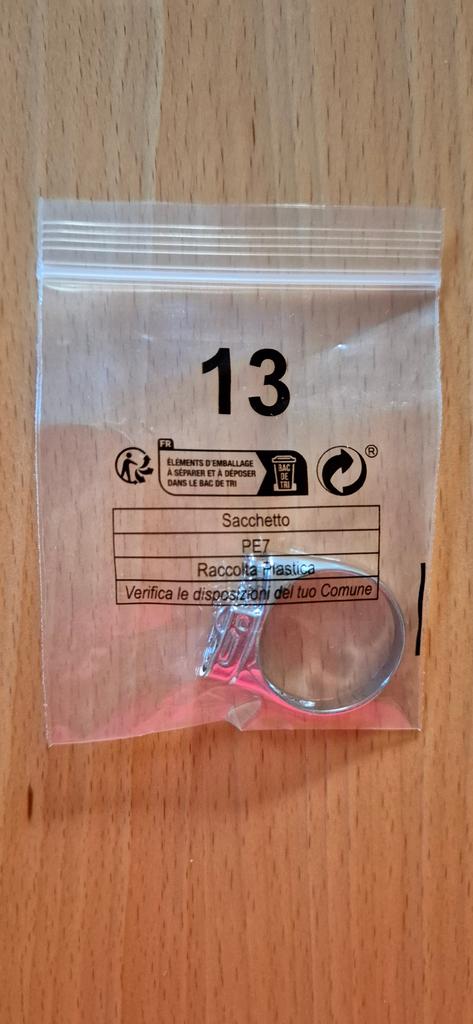 13
FR
ÉLÉMENTS D'EMBALLAGE
À SÉPARER ET À DÉPOSER
DANS LE BAC DE TRI
BAC
DE
TRI
®
Sacchetto
PE7
Raccolta Plastica
Verifica le disposizioni del tuo Comune